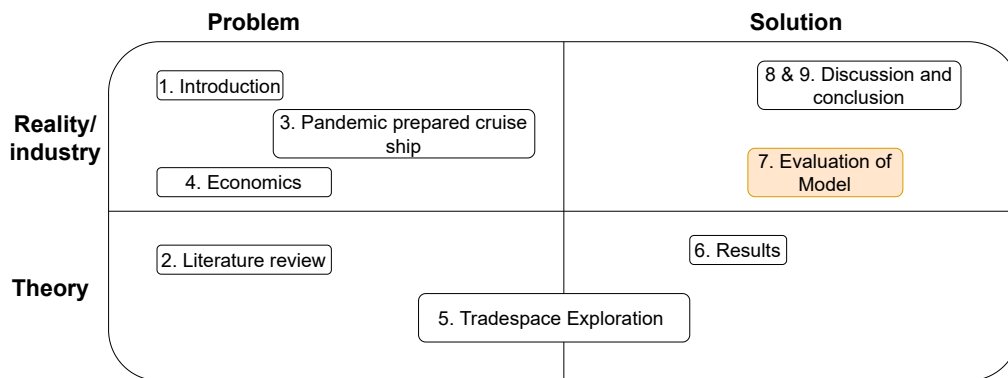 Problem
Solution
Reality/
industry
1. Introduction
3. Pandemic prepared cruise
ship
4. Economics
8 & 9. Discussion and
conclusion
7. Evaluation of
Model
Theory
2. Literature review
6. Results
5. Tradespace Exploration